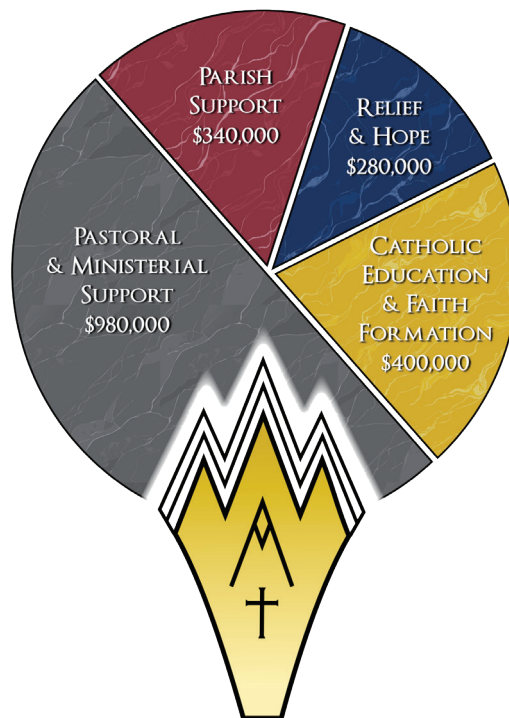 Parish
Support
$340,000
Relief
& Hope
$280,000
Pastoral
& Ministerial
Support
$980,000
Catholic
Education
& Faith
Formation
$400,000